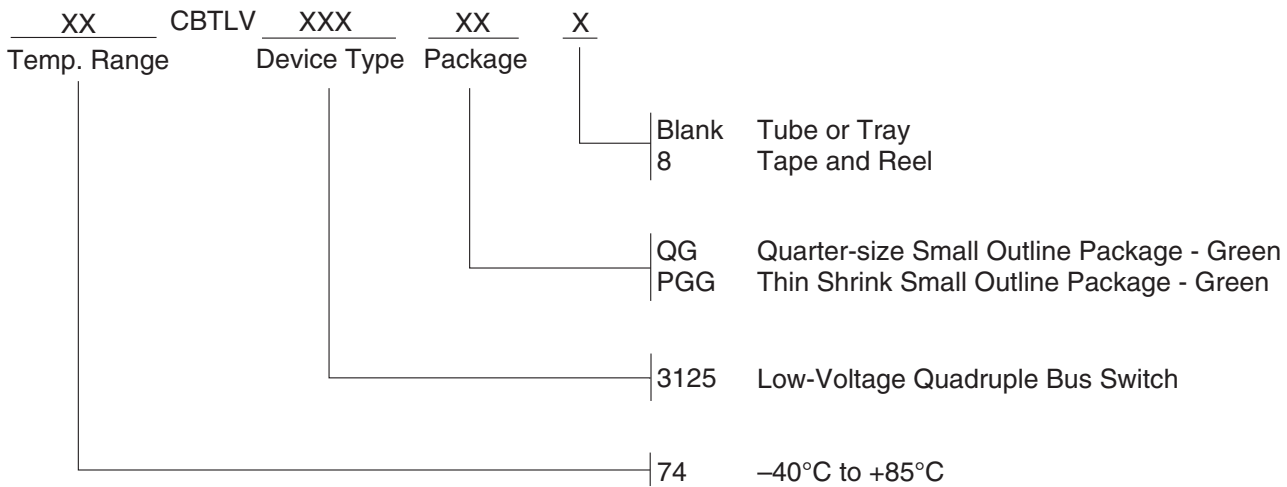 XX CBTLV XXX XX X
Temp. Range Device Type Package
Blank Tube or Tray
8 Tape and Reel
QG Quarter-size Small Outline Package - Green
PGG Thin Shrink Small Outline Package - Green
3125 Low-Voltage Quadruple Bus Switch
74 –40°C to +85°C